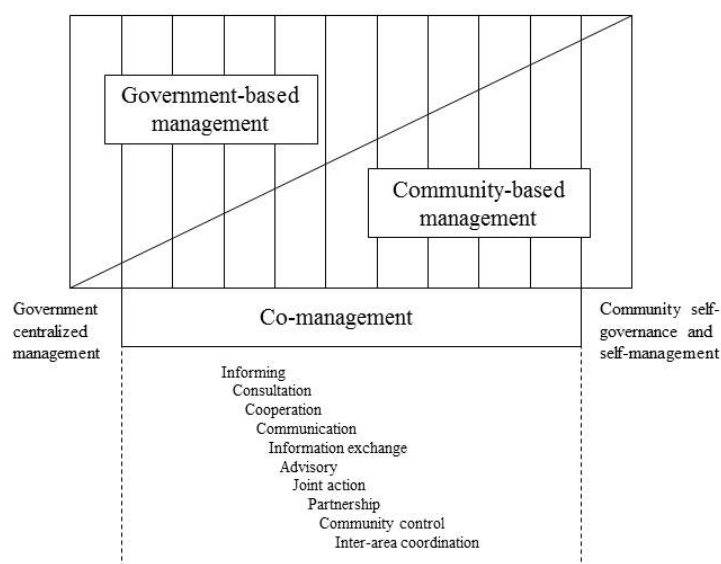 Government-based
management
Community-based
management
Government
centralized
management
Co-management
Community self-
governance and
self-management
Informing
Consultation
Cooperation
Communication
Information exchange
Advisory
Joint action
Partnership
Community control
Inter-area coordination